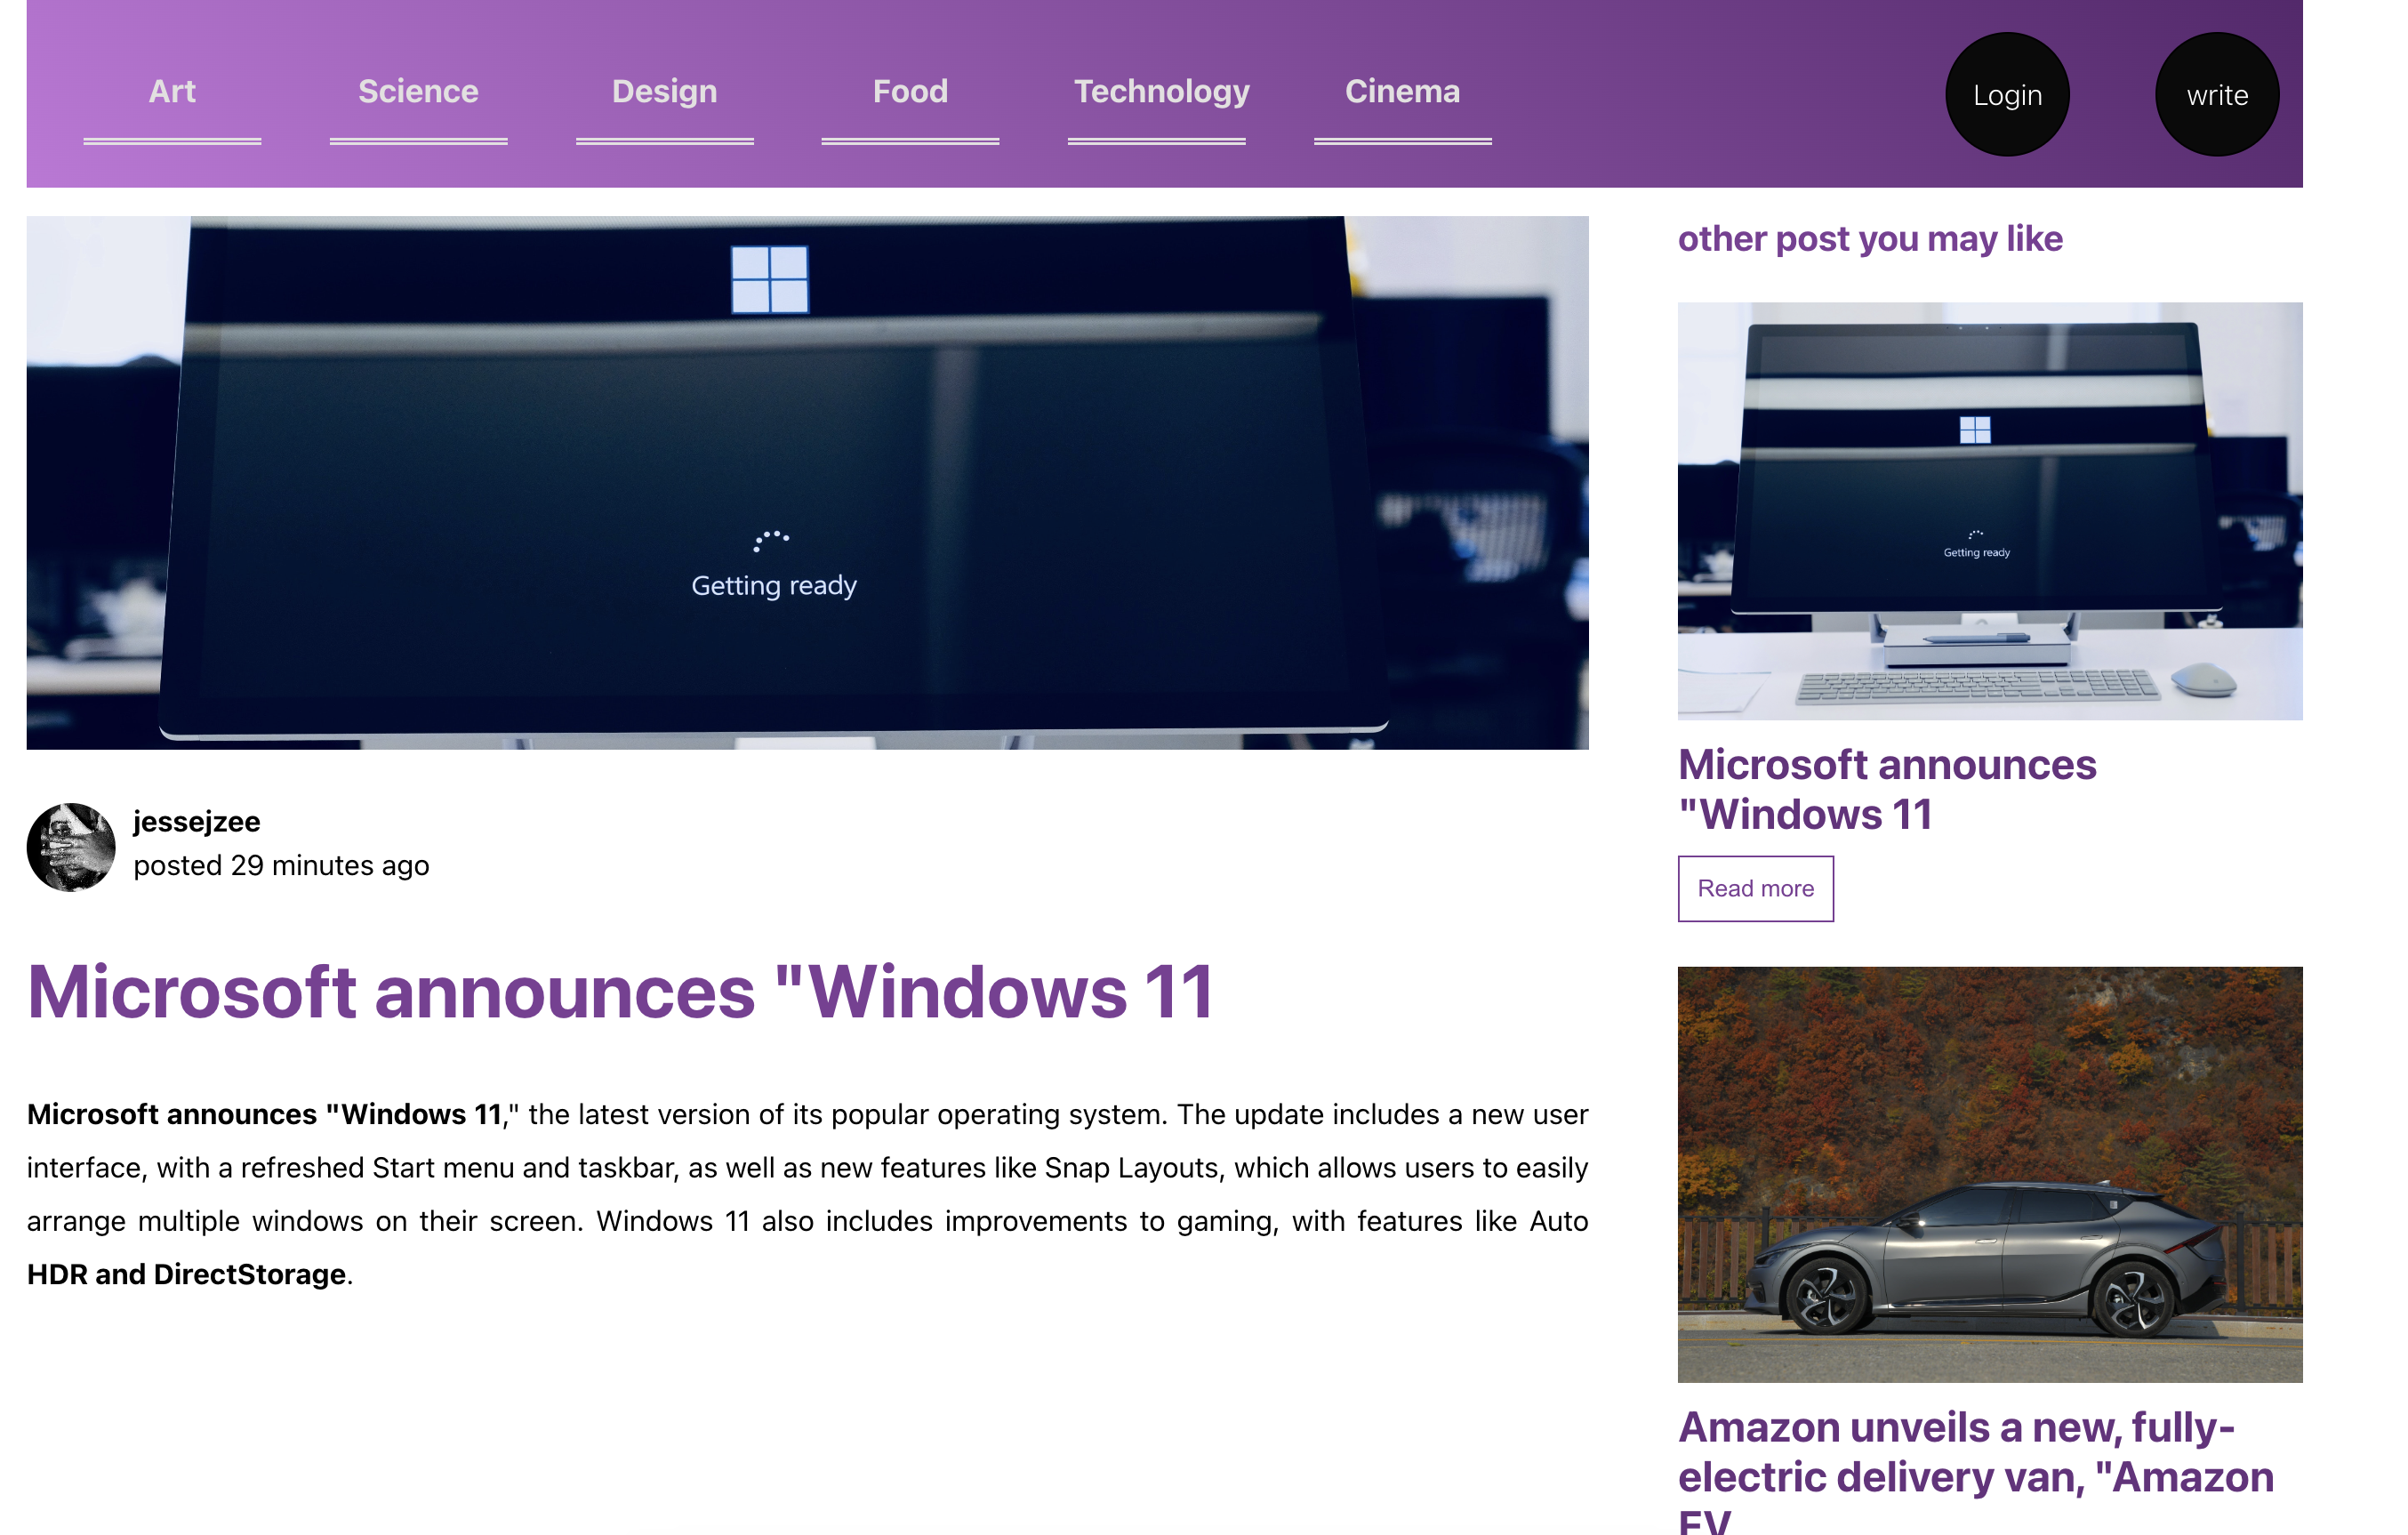 Art
Science
Design
Food
Technology
Cinema
Login
write
Getting ready
jessejzee
posted 29 minutes ago
Microsoft announces "Windows 11
Microsoft announces "Windows 11," the latest version of its popular operating system. The update includes a new user
interface, with a refreshed Start menu and taskbar, as well as new features like Snap Layouts, which allows users to easily
arrange multiple windows on their screen. Windows 11 also includes improvements to gaming, with features like Auto
HDR and DirectStorage.
other post you may like
Getting ready
Microsoft announces
"Windows 11
Read more
Amazon unveils a new, fully-
electric delivery van, "Amazon
EV